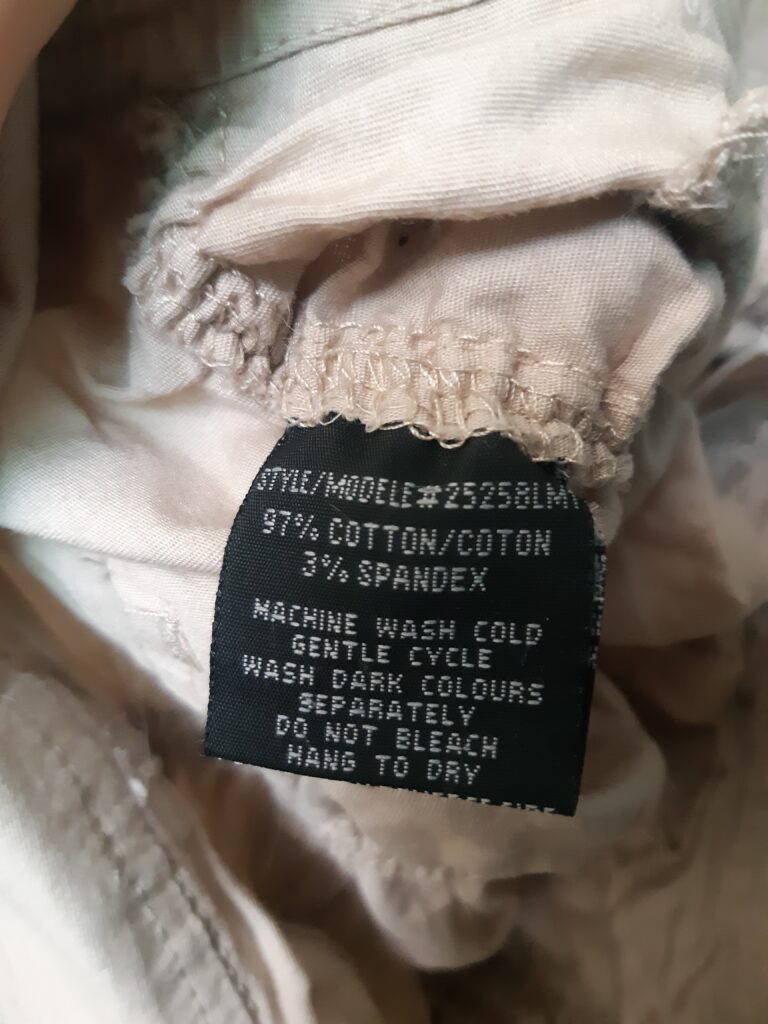 STYLE/MODELE#25258LM
97% COTTON/COTON
3% SPANDEX
MACHINE WASH COLD
GENTLE CYCLE
WASH DARK COLOURS
SEPARATELY
DO NOT BLEACH
HANG TO DRY